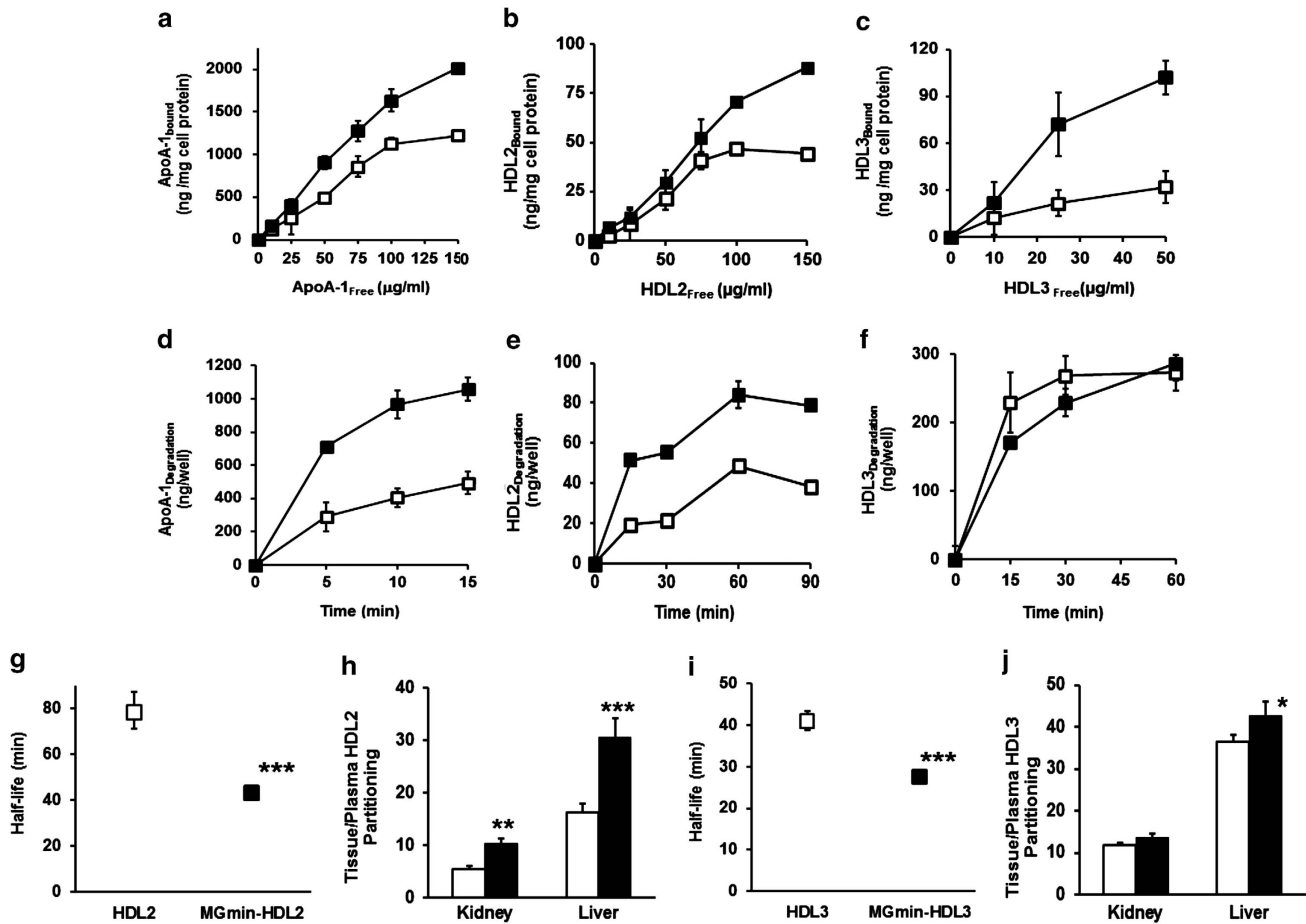 a
ApoA-1bound
(ng /mg cell protein)
2000
1500
1000
500
0
0 25 50 75 100 125 150
ApoA-1Free (µg/ml)
b
HDL2Bound
(ng/mg cell protein)
100
75
50
25
0
0 50 100 150
HDL2Free (µg/ml)
c
HDL3Bound
(ng /mg cell protein)
120
90
60
30
0
0 10 20 30 40 50
HDL3 Free(µg/ml)
d
ApoA-1Degradation
(ng/well)
1200
1000
800
600
400
200
0
0 5 10 15
Time (min)
e
HDL2Degradation
(ng/well)
100
80
60
40
20
0
0 30 60 90
Time (min)
f
HDL3Degradation
(ng/well)
300
200
100
0
0 15 30 45 60
Time (min)
g
Half-life (min)
80
60
40
20
0
***
HDL2 MGmin-HDL2
h
Tissue/Plasma HDL2
Partitioning
40
30
20
10
0
**
***
Kidney Liver
i
Half-life (min)
50
40
30
20
10
0
***
HDL3 MGmin-HDL3
j
Tissue/Plasma HDL3
Partitioning
50
40
30
20
10
0
*
Kidney Liver